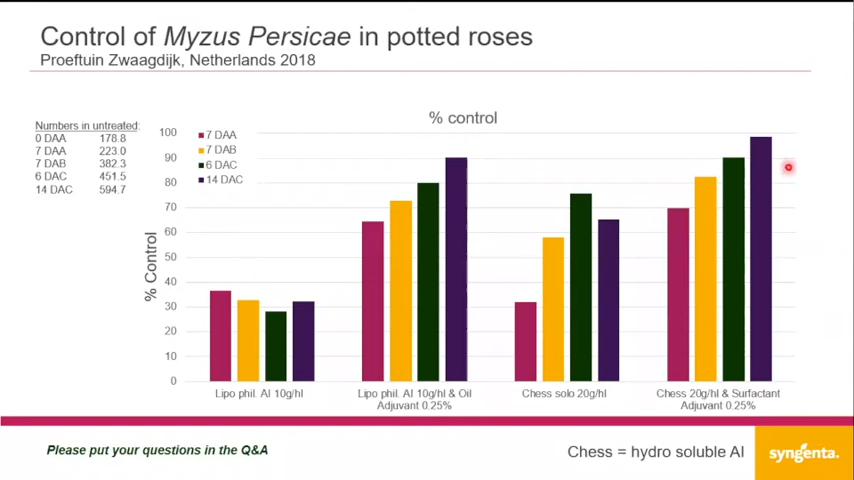 Control of Myzus Persicae in potted roses
Proeftuin Zwaagdijk, Netherlands 2018
Numbers in untreated:
0 DAA 178.8
7 DAA 223.0
7 DAB 382.3
6 DAC 451.5
14 DAC 594.7
% control
7 DAA
7 DAB
6 DAC
14 DAC
% Control
100
90
80
70
60
50
40
30
20
10
0
Lipo phil. AI 10g/hl
Lipo phil. AI 10g/hl & Oil
Adjuvant 0.25%
Chess solo 20g/hl
Chess 20g/hl & Surfactant
Adjuvant 0.25%
Please put your questions in the Q&A
Chess = hydro soluble AI
syngenta.